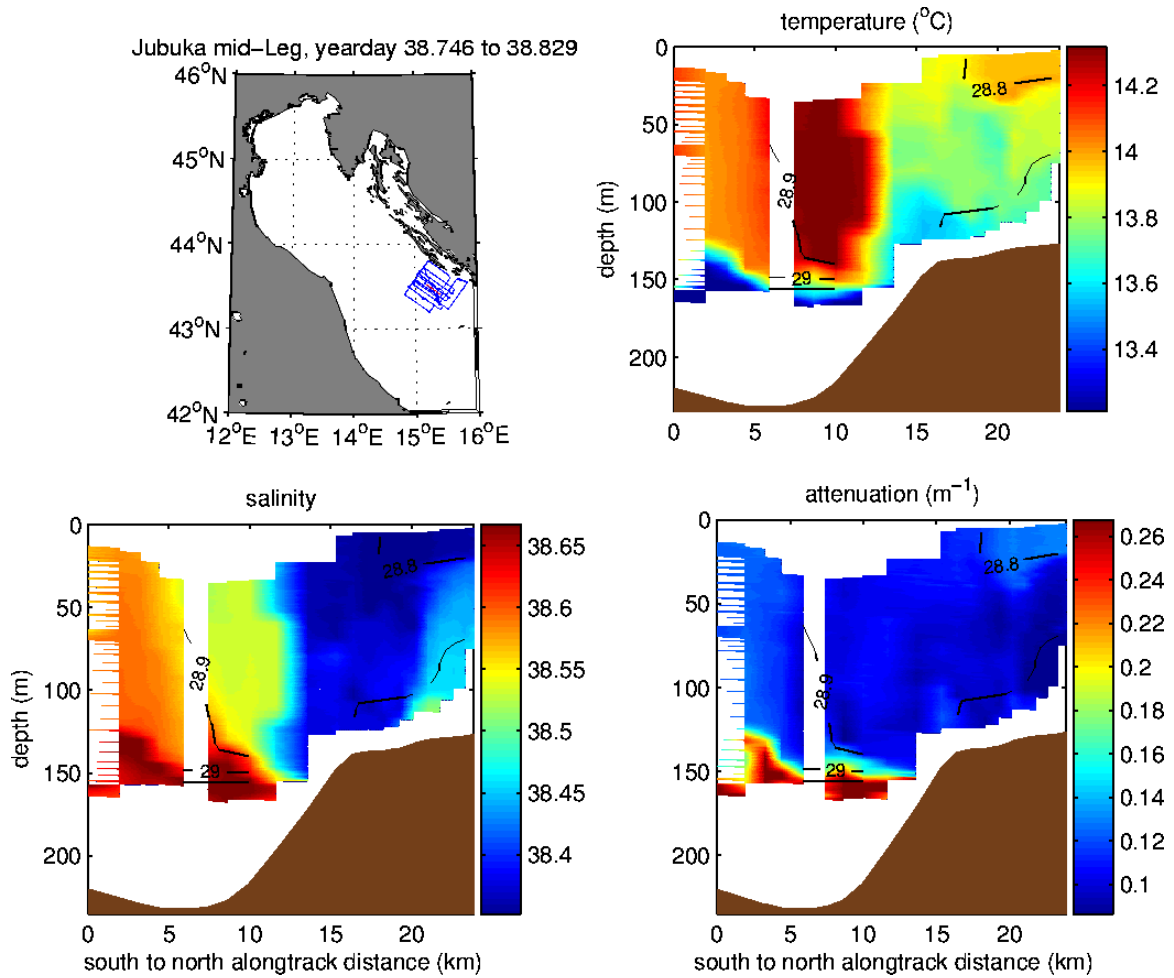 Jubuka mid-Leg, yearday 38.746 to 38.829
46°N
45°N
44°N
43°N
42°N
12°E 13°E 14°E 15°E 16°E
temperature (°C)
0
50
100
150
200
depth (m)
0 5 10 15 20
28.8
28.9
29
14.2
14
13.8
13.6
13.4
salinity
0
50
100
150
200
depth (m)
0 5 10 15 20
south to north alongtrack distance (km)
28.8
28.9
29
38.65
38.6
38.55
38.5
38.45
38.4
attenuation (m⁻¹)
0
50
100
150
200
0 5 10 15 20
south to north alongtrack distance (km)
28.8
28.9
29
0.26
0.24
0.22
0.2
0.18
0.16
0.14
0.12
0.1